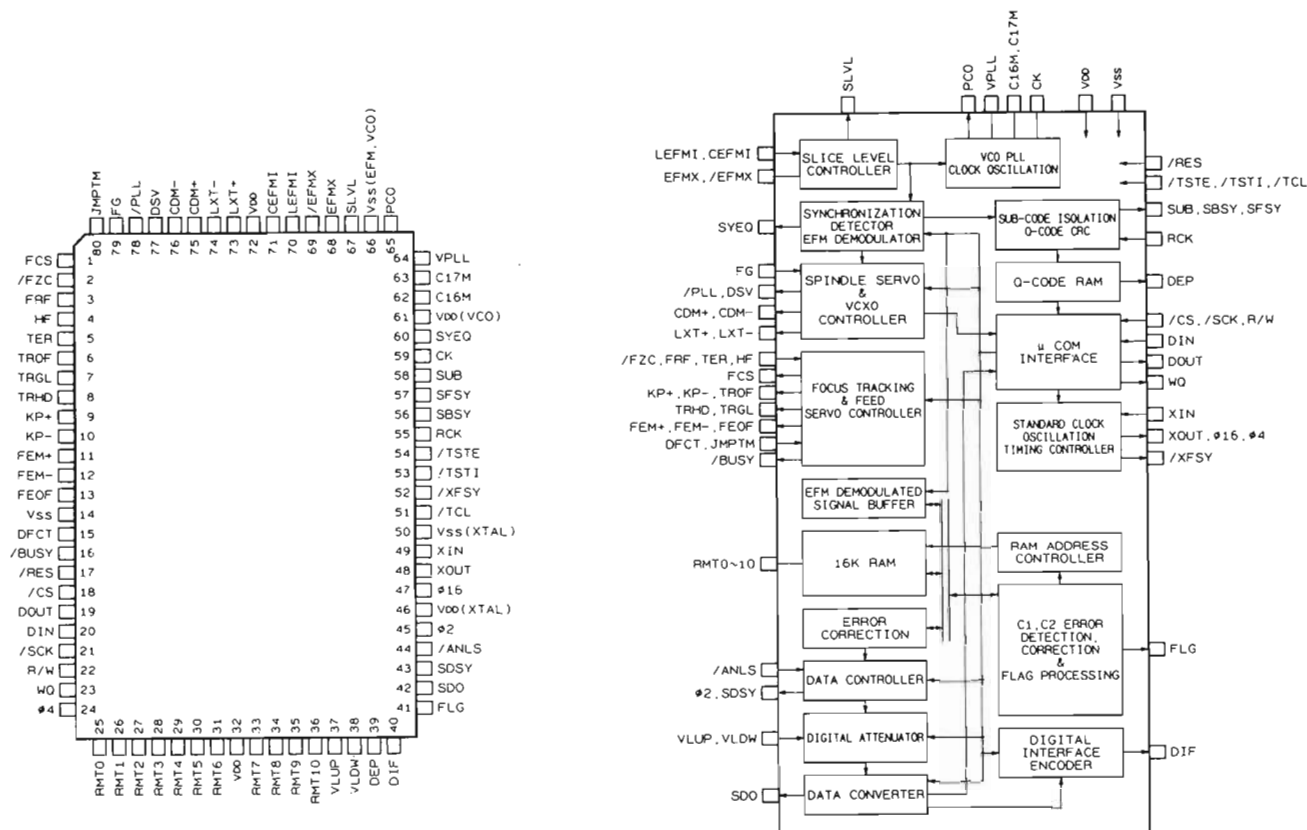 JMPTM
FG
/PLL
DSV
CDM-
CDM+
LXT-
LXT+
VDD
CEFMI
LEFMI
/EFMX
EFMX
SLVL
Vss(EFM, VCO)
PCO
80
79
78
77
76
75
74
73
72
71
70
69
68
67
66
65
FCS 1
/FZC 2
FRF 3
HF 4
TER 5
TROF 6
TRGL 7
TRHD 8
KP+ 9
KP- 10
FEM+ 11
FEM- 12
FEOF 13
Vss 14
DFCT 15
/BUSY 16
/RES 17
/CS 18
DOUT 19
DIN 20
/SCK 21
R/W 22
WQ 23
ø4 24
64 VPLL
63 C17M
62 C16M
61 VDD(VCO)
60 SYEQ
59 CK
58 SUB
57 SFSY
56 SBSY
55 RCK
54 /TSTE
53 /TSTI
52 /XFSY
51 /TCL
50 Vss(XTAL)
49 XIN
48 XOUT
47 ø16
46 VDD(XTAL)
45 ø2
44 /ANLS
43 SDSY
42 SDO
41 FLG
25
26
27
28
29
30
31
32
33
34
35
36
37
38
39
40
RMT0
RMT1
RMT2
RMT3
RMT4
RMT5
RMT6
VDD
RMT7
RMT8
RMT9
RMT10
VLUP
VLDW
DEP
DIF
SLVL
PCO
VPLL
C16M, C17M
CK
VDD
Vss
LEFMI, CEFMI
EFMX, /EFMX
SYEQ
FG
/PLL, DSV
CDM+, CDM-
LXT+, LXT-
/FZC, FRF, TER, HF
FCS
KP+, KP-, TROF
TRHD, TRGL
FEM+, FEM-, FEOF
DFCT, JMPTM
/BUSY
RMT0~10
/ANLS
ø2, SDSY
VLUP, VLDW
SDO
SLICE LEVEL
CONTROLLER
SYNCHRONIZATION
DETECTOR
EFM DEMODULATOR
SPINDLE SERVO
&
VCXO
CONTROLLER
FOCUS TRACKING
& FEED
SERVO CONTROLLER
EFM DEMODULATED
SIGNAL BUFFER
16K RAM
ERROR
CORRECTION
DATA CONTROLLER
DIGITAL ATTENUATOR
DATA CONVERTER
VCO PLL
CLOCK OSCILLATION
SUB-CODE ISOLATION
Q-CODE CRC
Q-CODE RAM
μ COM
INTERFACE
STANDARD CLOCK
OSCILLATION
TIMING CONTROLLER
RAM ADDRESS
CONTROLLER
C1, C2 ERROR
DETECTION,
CORRECTION
&
FLAG PROCESSING
DIGITAL
INTERFACE
ENCODER
/RES
/TSTE, /TSTI, /TCL
SUB, SBSY, SFSY
RCK
DEP
/CS, /SCK, R/W
DIN
DOUT
WQ
XIN
XOUT, ø16, ø4
/XFSY
FLG
DIF